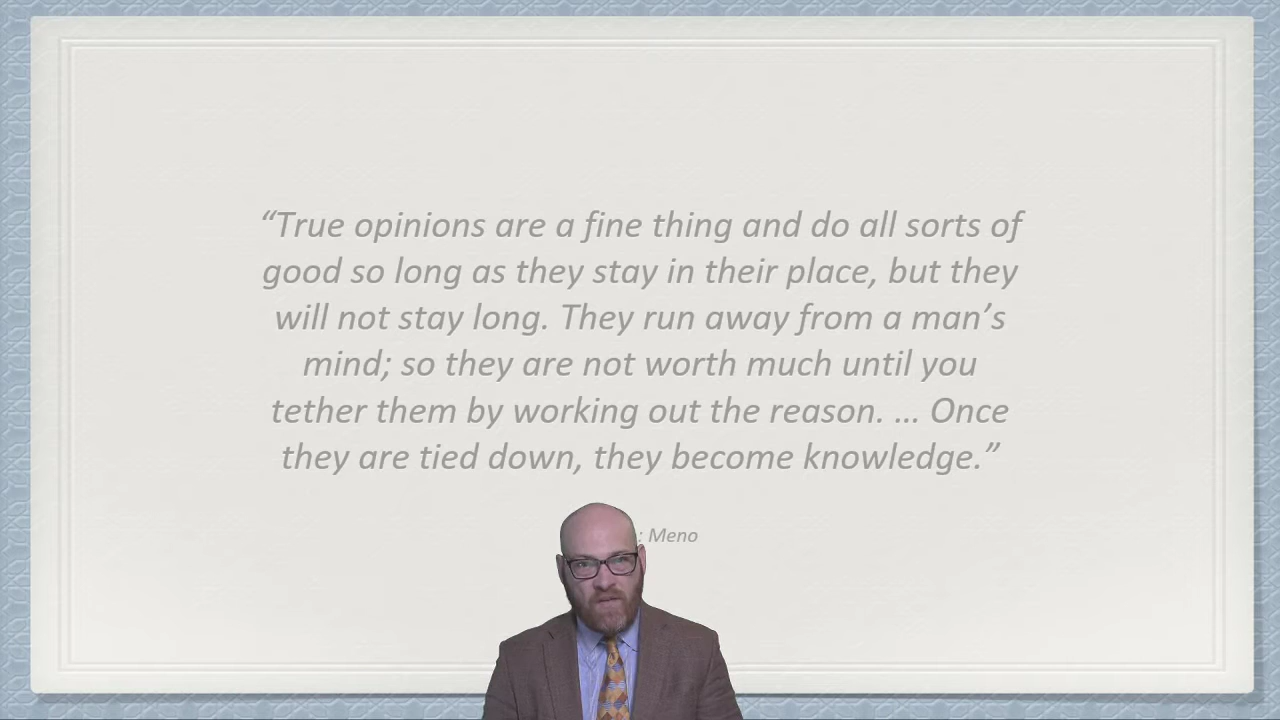 “True opinions are a fine thing and do all sorts of
good so long as they stay in their place, but they
will not stay long. They run away from a man’s
mind; so they are not worth much until you
tether them by working out the reason. … Once
they are tied down, they become knowledge.”
: Meno